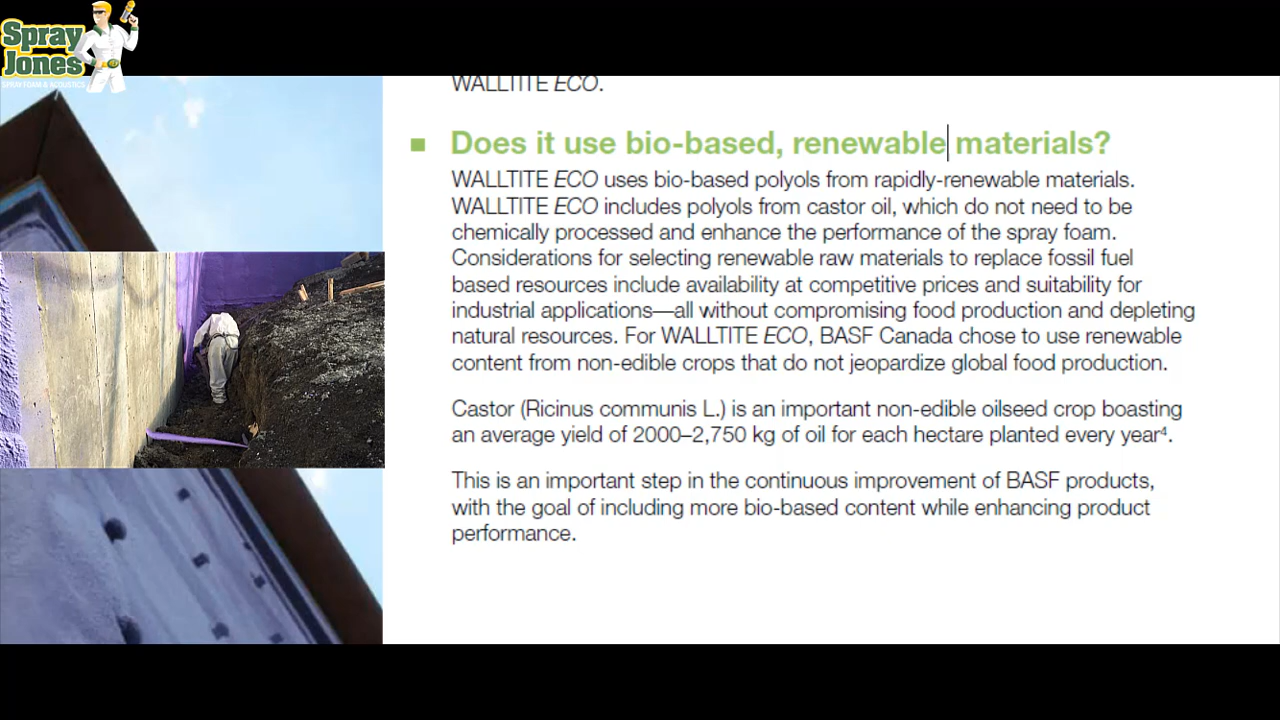 Spray
Jones
SPRAY FOAM & ACOUSTICS
WALLTITE ECO.
Does it use bio-based, renewable materials?
WALLTITE ECO uses bio-based polyols from rapidly-renewable materials.
WALLTITE ECO includes polyols from castor oil, which do not need to be
chemically processed and enhance the performance of the spray foam.
Considerations for selecting renewable raw materials to replace fossil fuel
based resources include availability at competitive prices and suitability for
industrial applications—all without compromising food production and depleting
natural resources. For WALLTITE ECO, BASF Canada chose to use renewable
content from non-edible crops that do not jeopardize global food production.
Castor (Ricinus communis L.) is an important non-edible oilseed crop boasting
an average yield of 2000–2,750 kg of oil for each hectare planted every year⁴.
This is an important step in the continuous improvement of BASF products,
with the goal of including more bio-based content while enhancing product
performance.